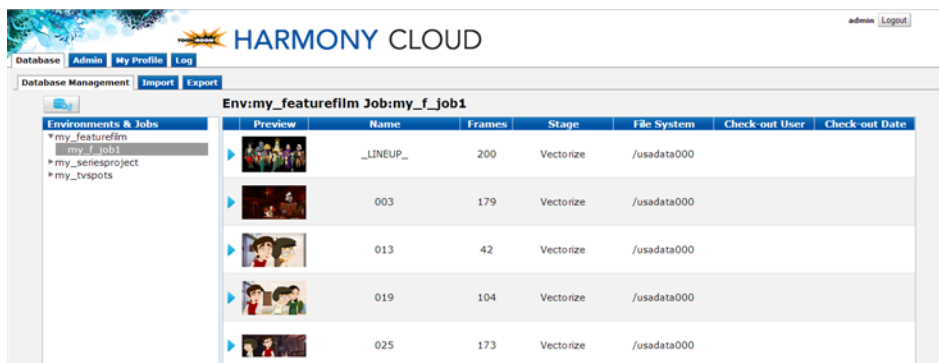 admin Logout
TOON BOOM HARMONY CLOUD
Database Admin My Profile Log
Database Management Import Export
Env:my_featurefilm Job:my_f_job1
Environments & Jobs
my_featurefilm
my_f_job1
my_seriesproject
my_tvspots
Preview Name Frames Stage File System Check-out User Check-out Date
_LINEUP_ 200 Vectorize /usadata000
003 179 Vectorize /usadata000
013 42 Vectorize /usadata000
019 104 Vectorize /usadata000
025 173 Vectorize /usadata000